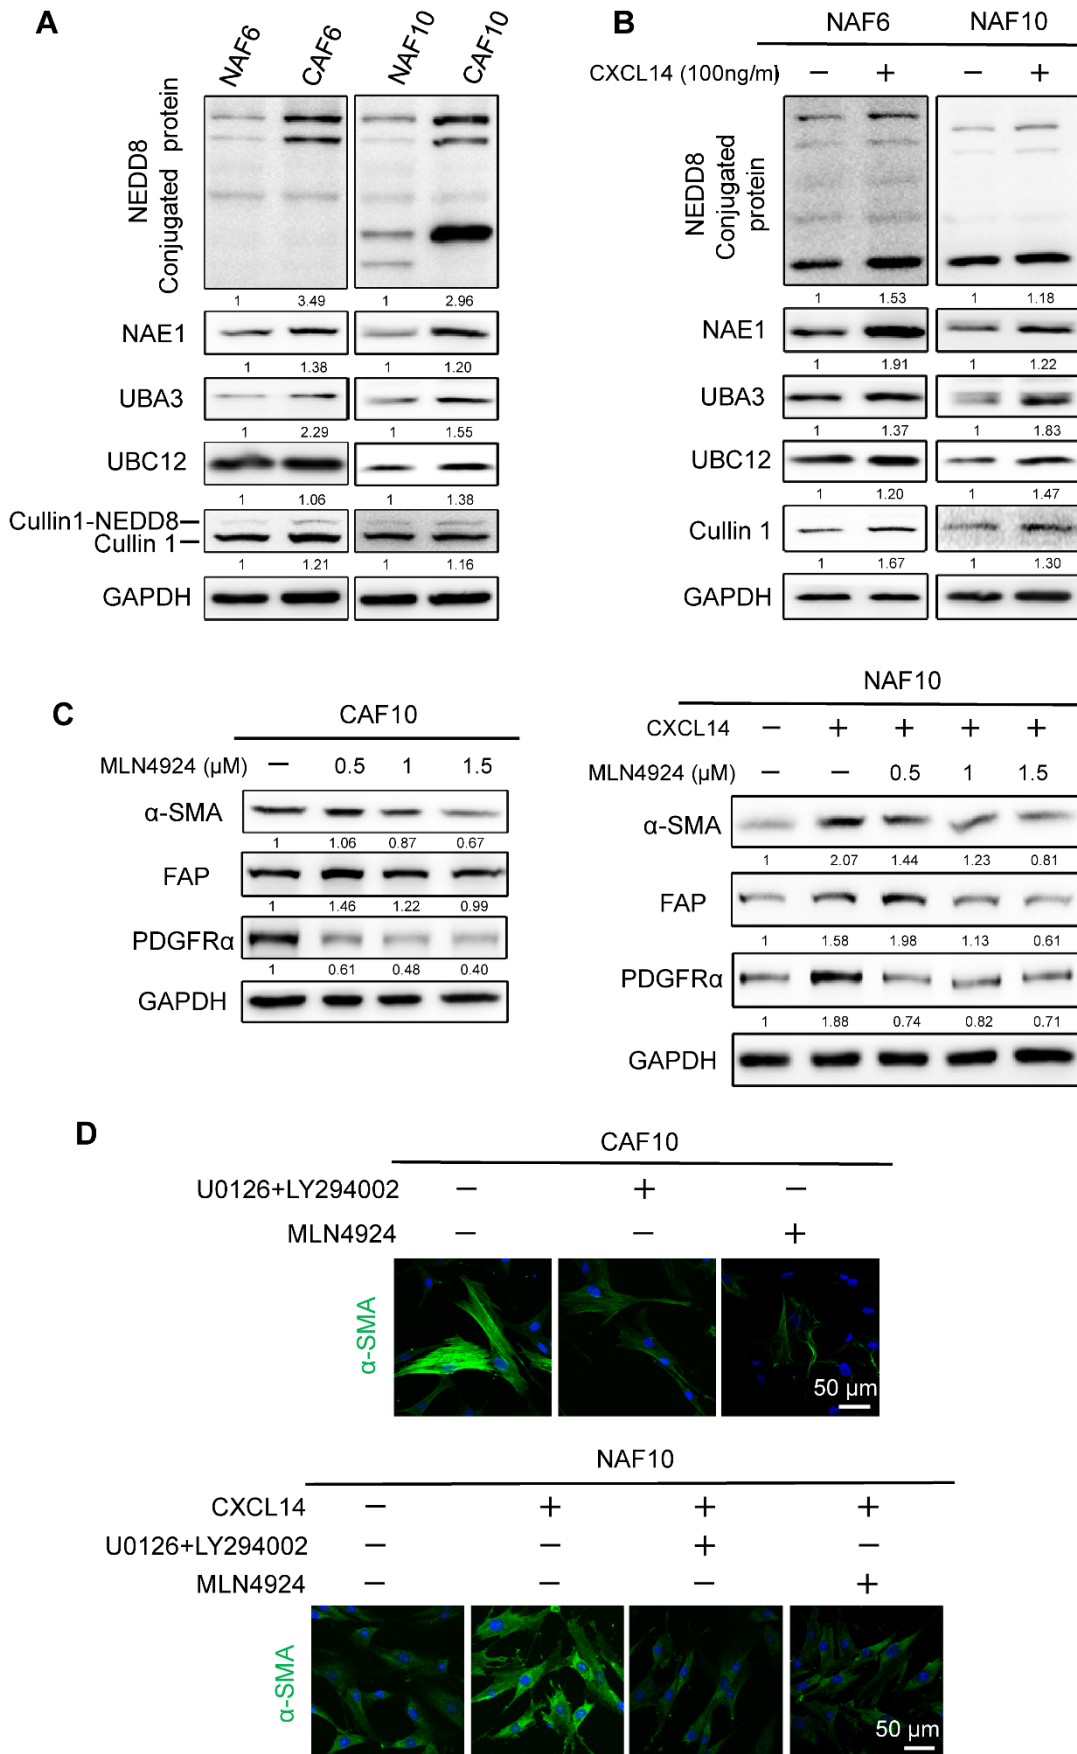 A
NAF6 CAF6 NAF10 CAF10
NEDD8
Conjugated protein
1 3.49 1 2.96
NAE1
1 1.38 1 1.20
UBA3
1 2.29 1 1.55
UBC12
1 1.06 1 1.38
Cullin1-NEDD8
Cullin 1
1 1.21 1 1.16
GAPDH
B
NAF6 NAF10
CXCL14 (100ng/m) − + − +
NEDD8
Conjugated
protein
1 1.53 1 1.18
NAE1
1 1.91 1 1.22
UBA3
1 1.37 1 1.83
UBC12
1 1.20 1 1.47
Cullin 1
1 1.67 1 1.30
GAPDH
C
CAF10
MLN4924 (μM) − 0.5 1 1.5
α-SMA
1 1.06 0.87 0.67
FAP
1 1.46 1.22 0.99
PDGFRα
1 0.61 0.48 0.40
GAPDH
NAF10
CXCL14 − + + + +
MLN4924 (μM) − − 0.5 1 1.5
α-SMA
1 2.07 1.44 1.23 0.81
FAP
1 1.58 1.98 1.13 0.61
PDGFRα
1 1.88 0.74 0.82 0.71
GAPDH
D
CAF10
U0126+LY294002 − + −
MLN4924 − − +
α-SMA
50 μm
NAF10
CXCL14 − + + +
U0126+LY294002 − − + −
MLN4924 − − − +
α-SMA
50 μm